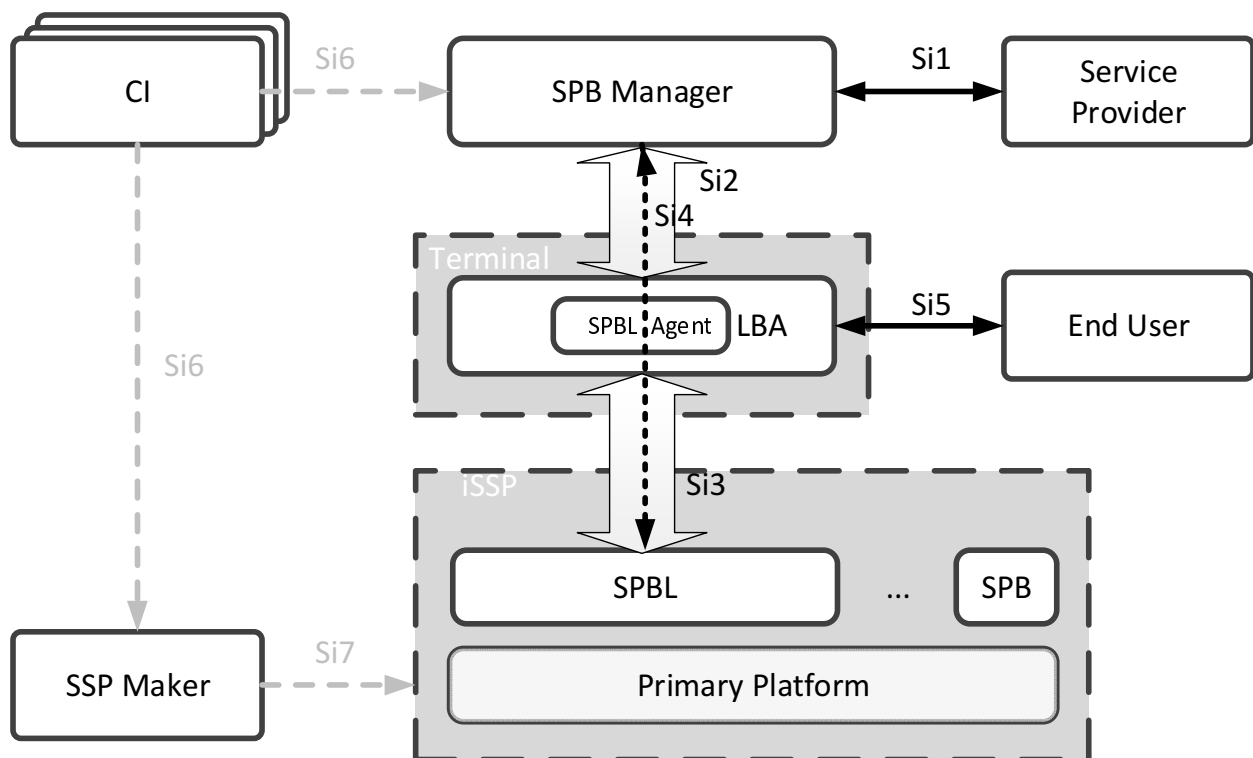 CI
Si6
SPB Manager
Si1
Service
Provider
Si2
Si4
Terminal
SPBL Agent
LBA
Si5
End User
Si6
iSSP
Si3
SPBL
...
SPB
SSP Maker
Si7
Primary Platform